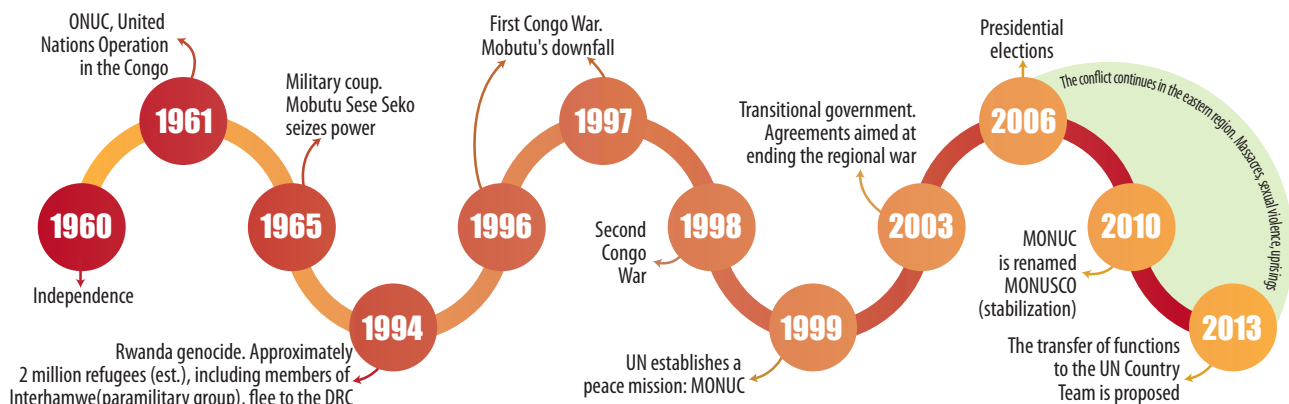 1960
Independence
ONUC, United
Nations Operation
in the Congo
1961
Military coup.
Mobutu Sese Seko
seizes power
1965
1994
Rwanda genocide. Approximately
2 million refugees (est.), including members of
Interhamwe(paramilitary group), flee to the DRC
First Congo War.
Mobutu's downfall
1996
1997
Second
Congo
War
1998
1999
UN establishes a
peace mission: MONUC
Transitional government.
Agreements aimed at
ending the regional war
2003
Presidential
elections
2006
The conflict continues in the eastern region. Massacres, sexual violence, uprisings
2010
MONUC
is renamed
MONUSCO
(stabilization)
2013
The transfer of functions
to the UN Country
Team is proposed